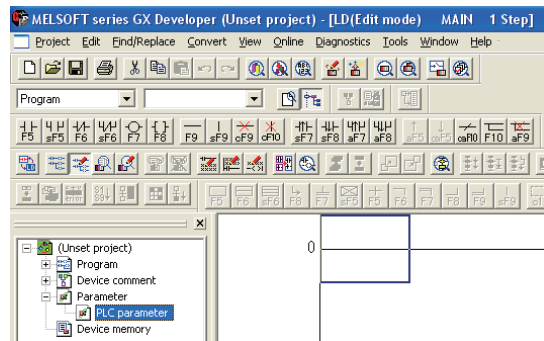 MELSOFT series GX Developer (Unset project) - [LD(Edit mode) MAIN 1 Step]
Project Edit Find/Replace Convert View Online Diagnostics Tools Window Help
Program
F5 sF5 F6 sF6 F7 F8 F9 sF9 cF9 cF10 sF7 sF8 aF7 aF8 aF5 caF5 caF10 F10 aF9
F5 F6 sF6 F8 F7 sF5 F5 F6 F7 F8 F9 sF9
0
(Unset project)
Program
Device comment
Parameter
PLC parameter
Device memory